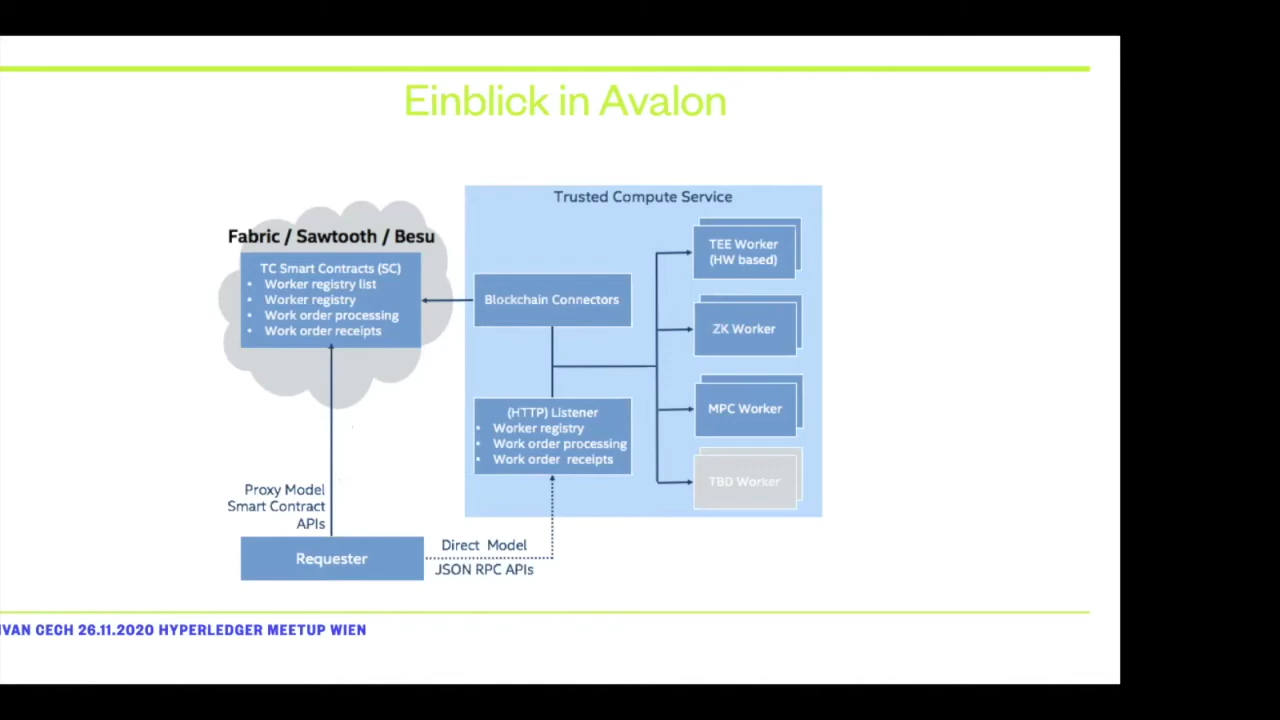 Einblick in Avalon
Trusted Compute Service
Fabric / Sawtooth / Besu
TC Smart Contracts (SC)
• Worker registry list
• Worker registry
• Work order processing
• Work order receipts
Blockchain Connectors
TEE Worker
(HW based)
ZK Worker
MPC Worker
TBD Worker
(HTTP) Listener
• Worker registry
• Work order processing
• Work order receipts
Proxy Model
Smart Contract
APIs
Requester
Direct Model
JSON RPC APIs
IVAN CECH 26.11.2020 HYPERLEDGER MEETUP WIEN